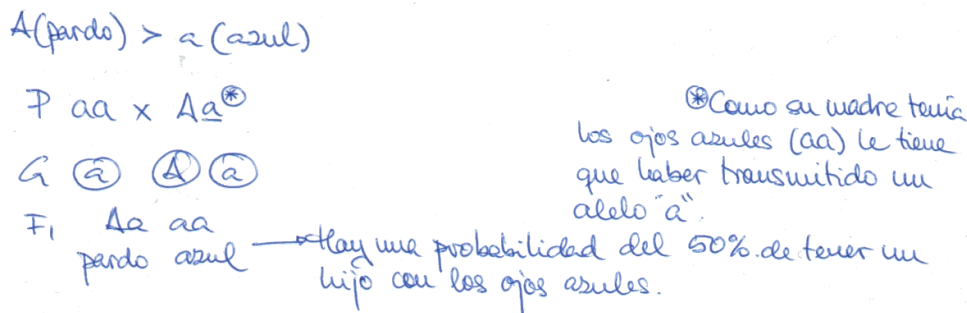 A(pardo) > a (azul)
P aa x Aa⊛
G ⓐ Ⓐ ⓐ
F₁ Aa aa
pardo azul → Hay una probabilidad del 50% de tener un
hijo con los ojos azules.
⊛Como su madre tenía
los ojos azules (aa) le tiene
que haber transmitido un
alelo "a".